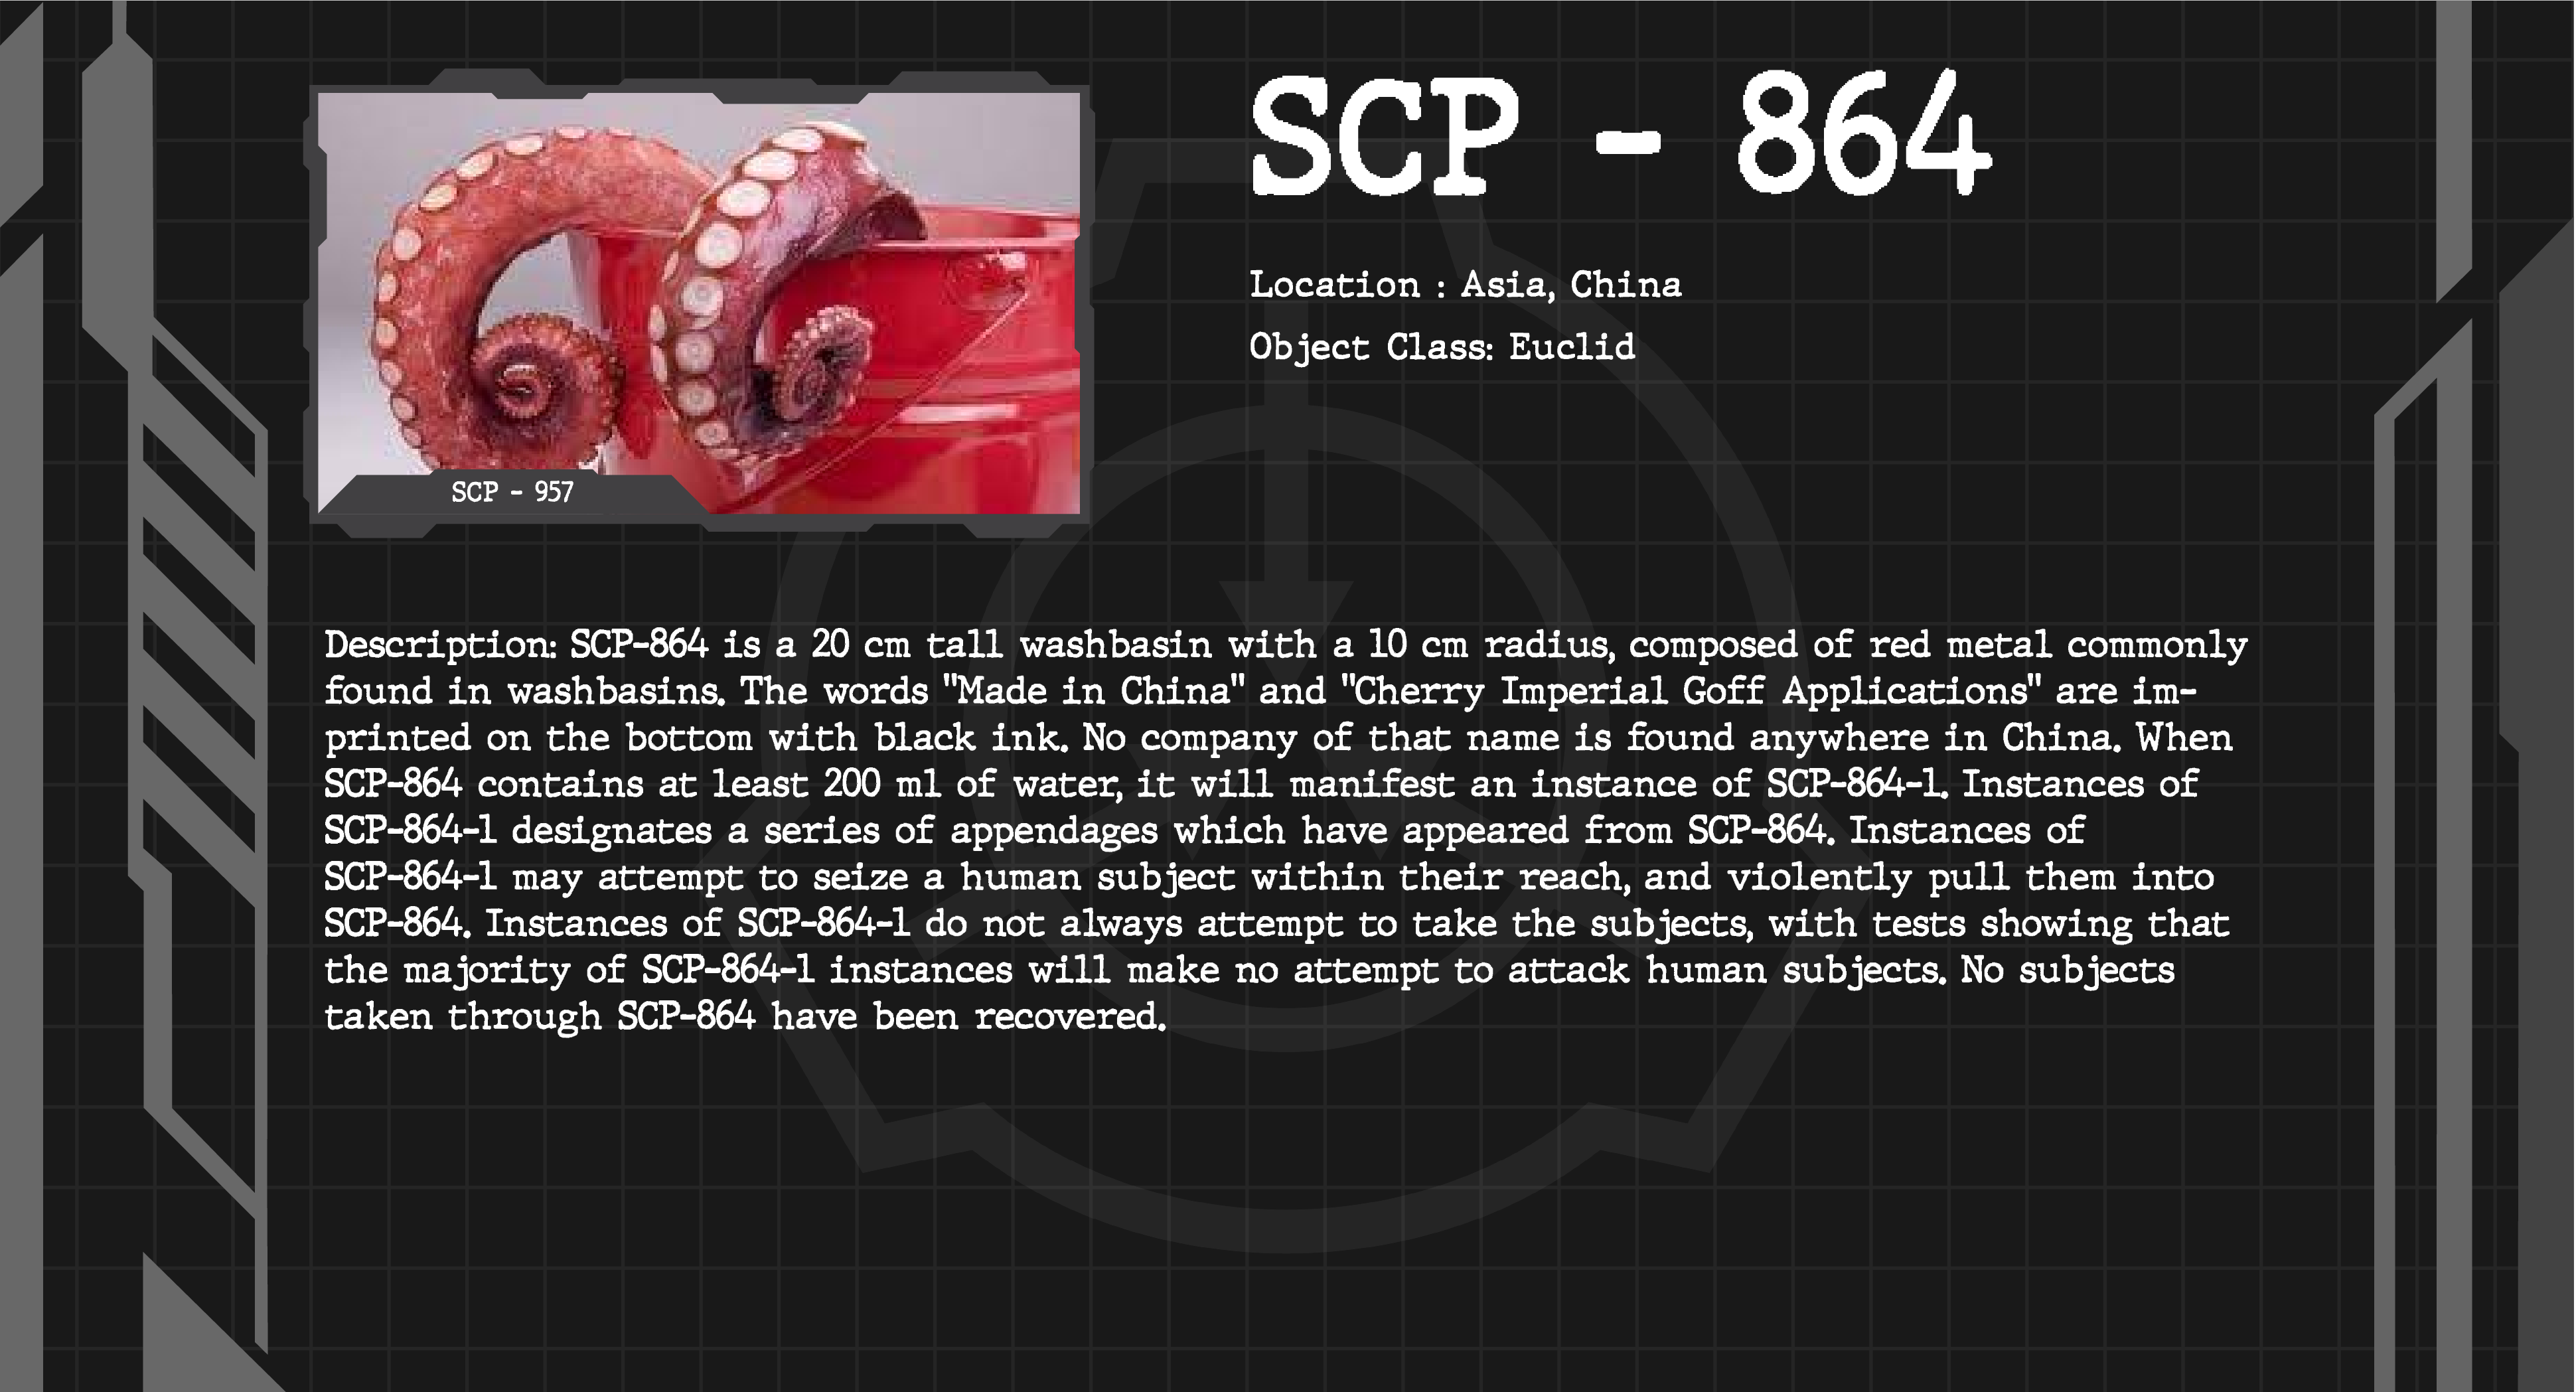 SCP - 864
Location : Asia, China
Object Class: Euclid
SCP - 957
Description: SCP-864 is a 20 cm tall washbasin with a 10 cm radius, composed of red metal commonly
found in washbasins. The words "Made in China" and "Cherry Imperial Goff Applications" are im-
printed on the bottom with black ink. No company of that name is found anywhere in China. When
SCP-864 contains at least 200 ml of water, it will manifest an instance of SCP-864-1. Instances of
SCP-864-1 designates a series of appendages which have appeared from SCP-864. Instances of
SCP-864-1 may attempt to seize a human subject within their reach, and violently pull them into
SCP-864. Instances of SCP-864-1 do not always attempt to take the subjects, with tests showing that
the majority of SCP-864-1 instances will make no attempt to attack human subjects. No subjects
taken through SCP-864 have been recovered.